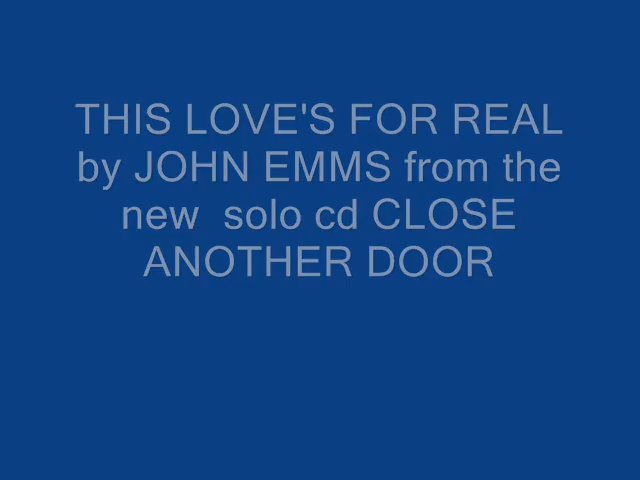 THIS LOVE'S FOR REAL
by JOHN EMMS from the
new  solo cd CLOSE
ANOTHER DOOR